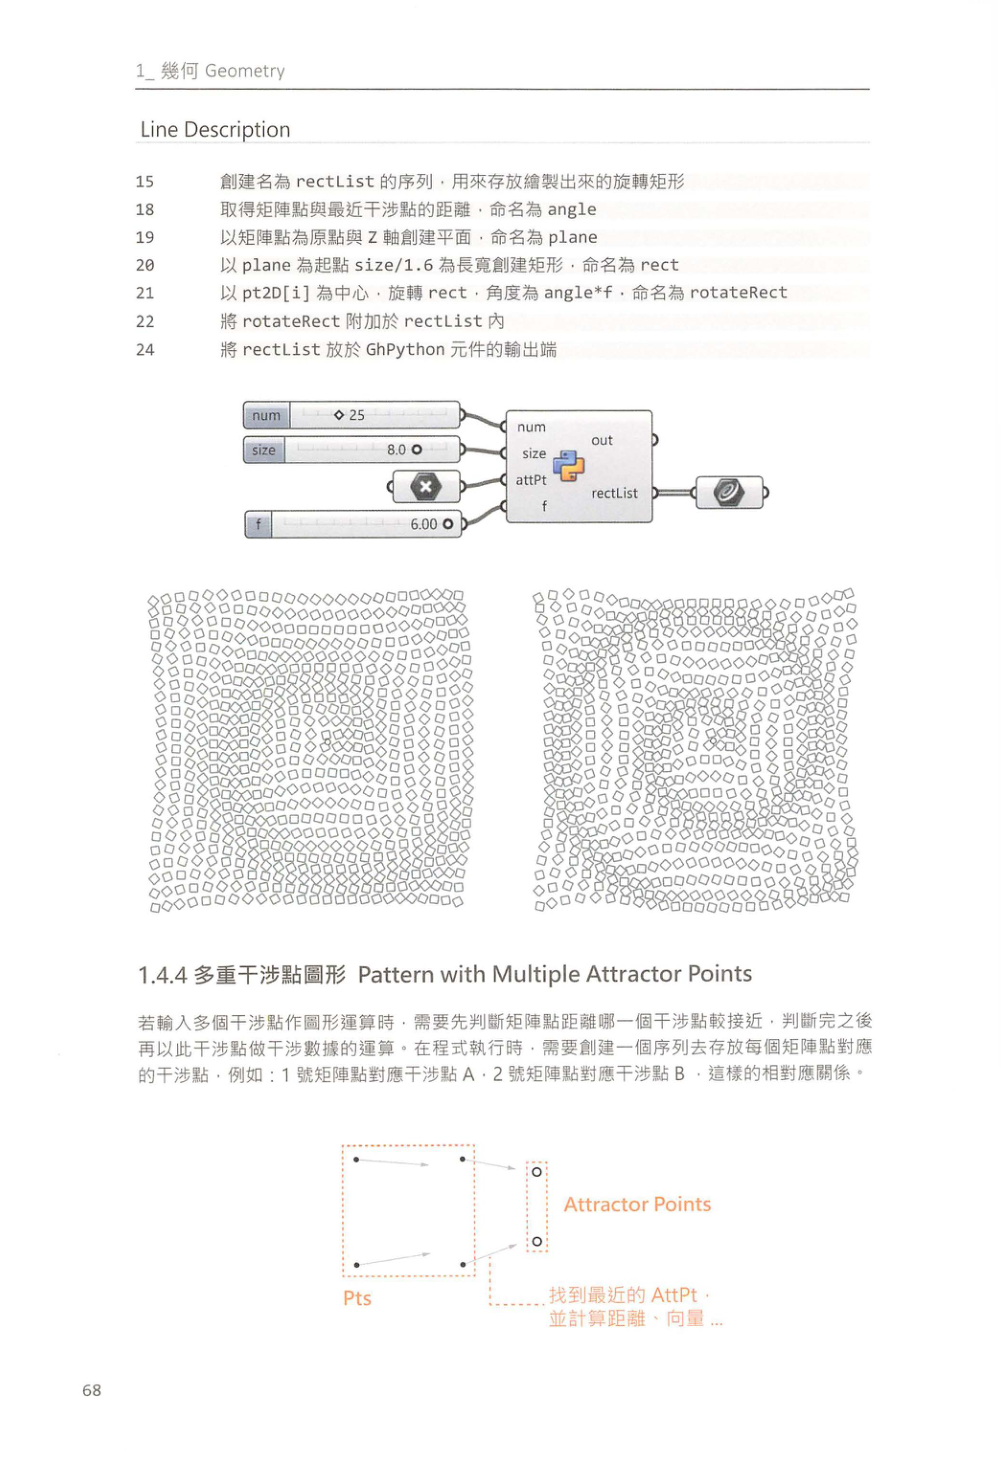 1_ 幾何 Geometry
Line Description
15 創建名為 rectList 的序列，用來存放繪製出來的旋轉矩形
18 取得矩陣點與最近干涉點的距離，命名為 angle
19 以矩陣點為原點與 Z 軸創建平面，命名為 plane
20 以 plane 為起點 size/1.6 為長寬創建矩形，命名為 rect
21 以 pt2D[i] 為中心，旋轉 rect，角度為 angle*f，命名為 rotateRect
22 將 rotateRect 附加於 rectList 內
24 將 rectList 放於 GhPython 元件的輸出端
num 25
size 8.0
f 6.00
num
size
attPt
f
out
rectList
1.4.4 多重干涉點圖形 Pattern with Multiple Attractor Points
若輸入多個干涉點作圖形運算時，需要先判斷矩陣點距離哪一個干涉點較接近，判斷完之後
再以此干涉點做干涉數據的運算。在程式執行時，需要創建一個序列去存放每個矩陣點對應
的干涉點，例如：1 號矩陣點對應干涉點 A，2 號矩陣點對應干涉點 B ，這樣的相對應關係。
Attractor Points
Pts
找到最近的 AttPt，
並計算距離、向量 ...
68